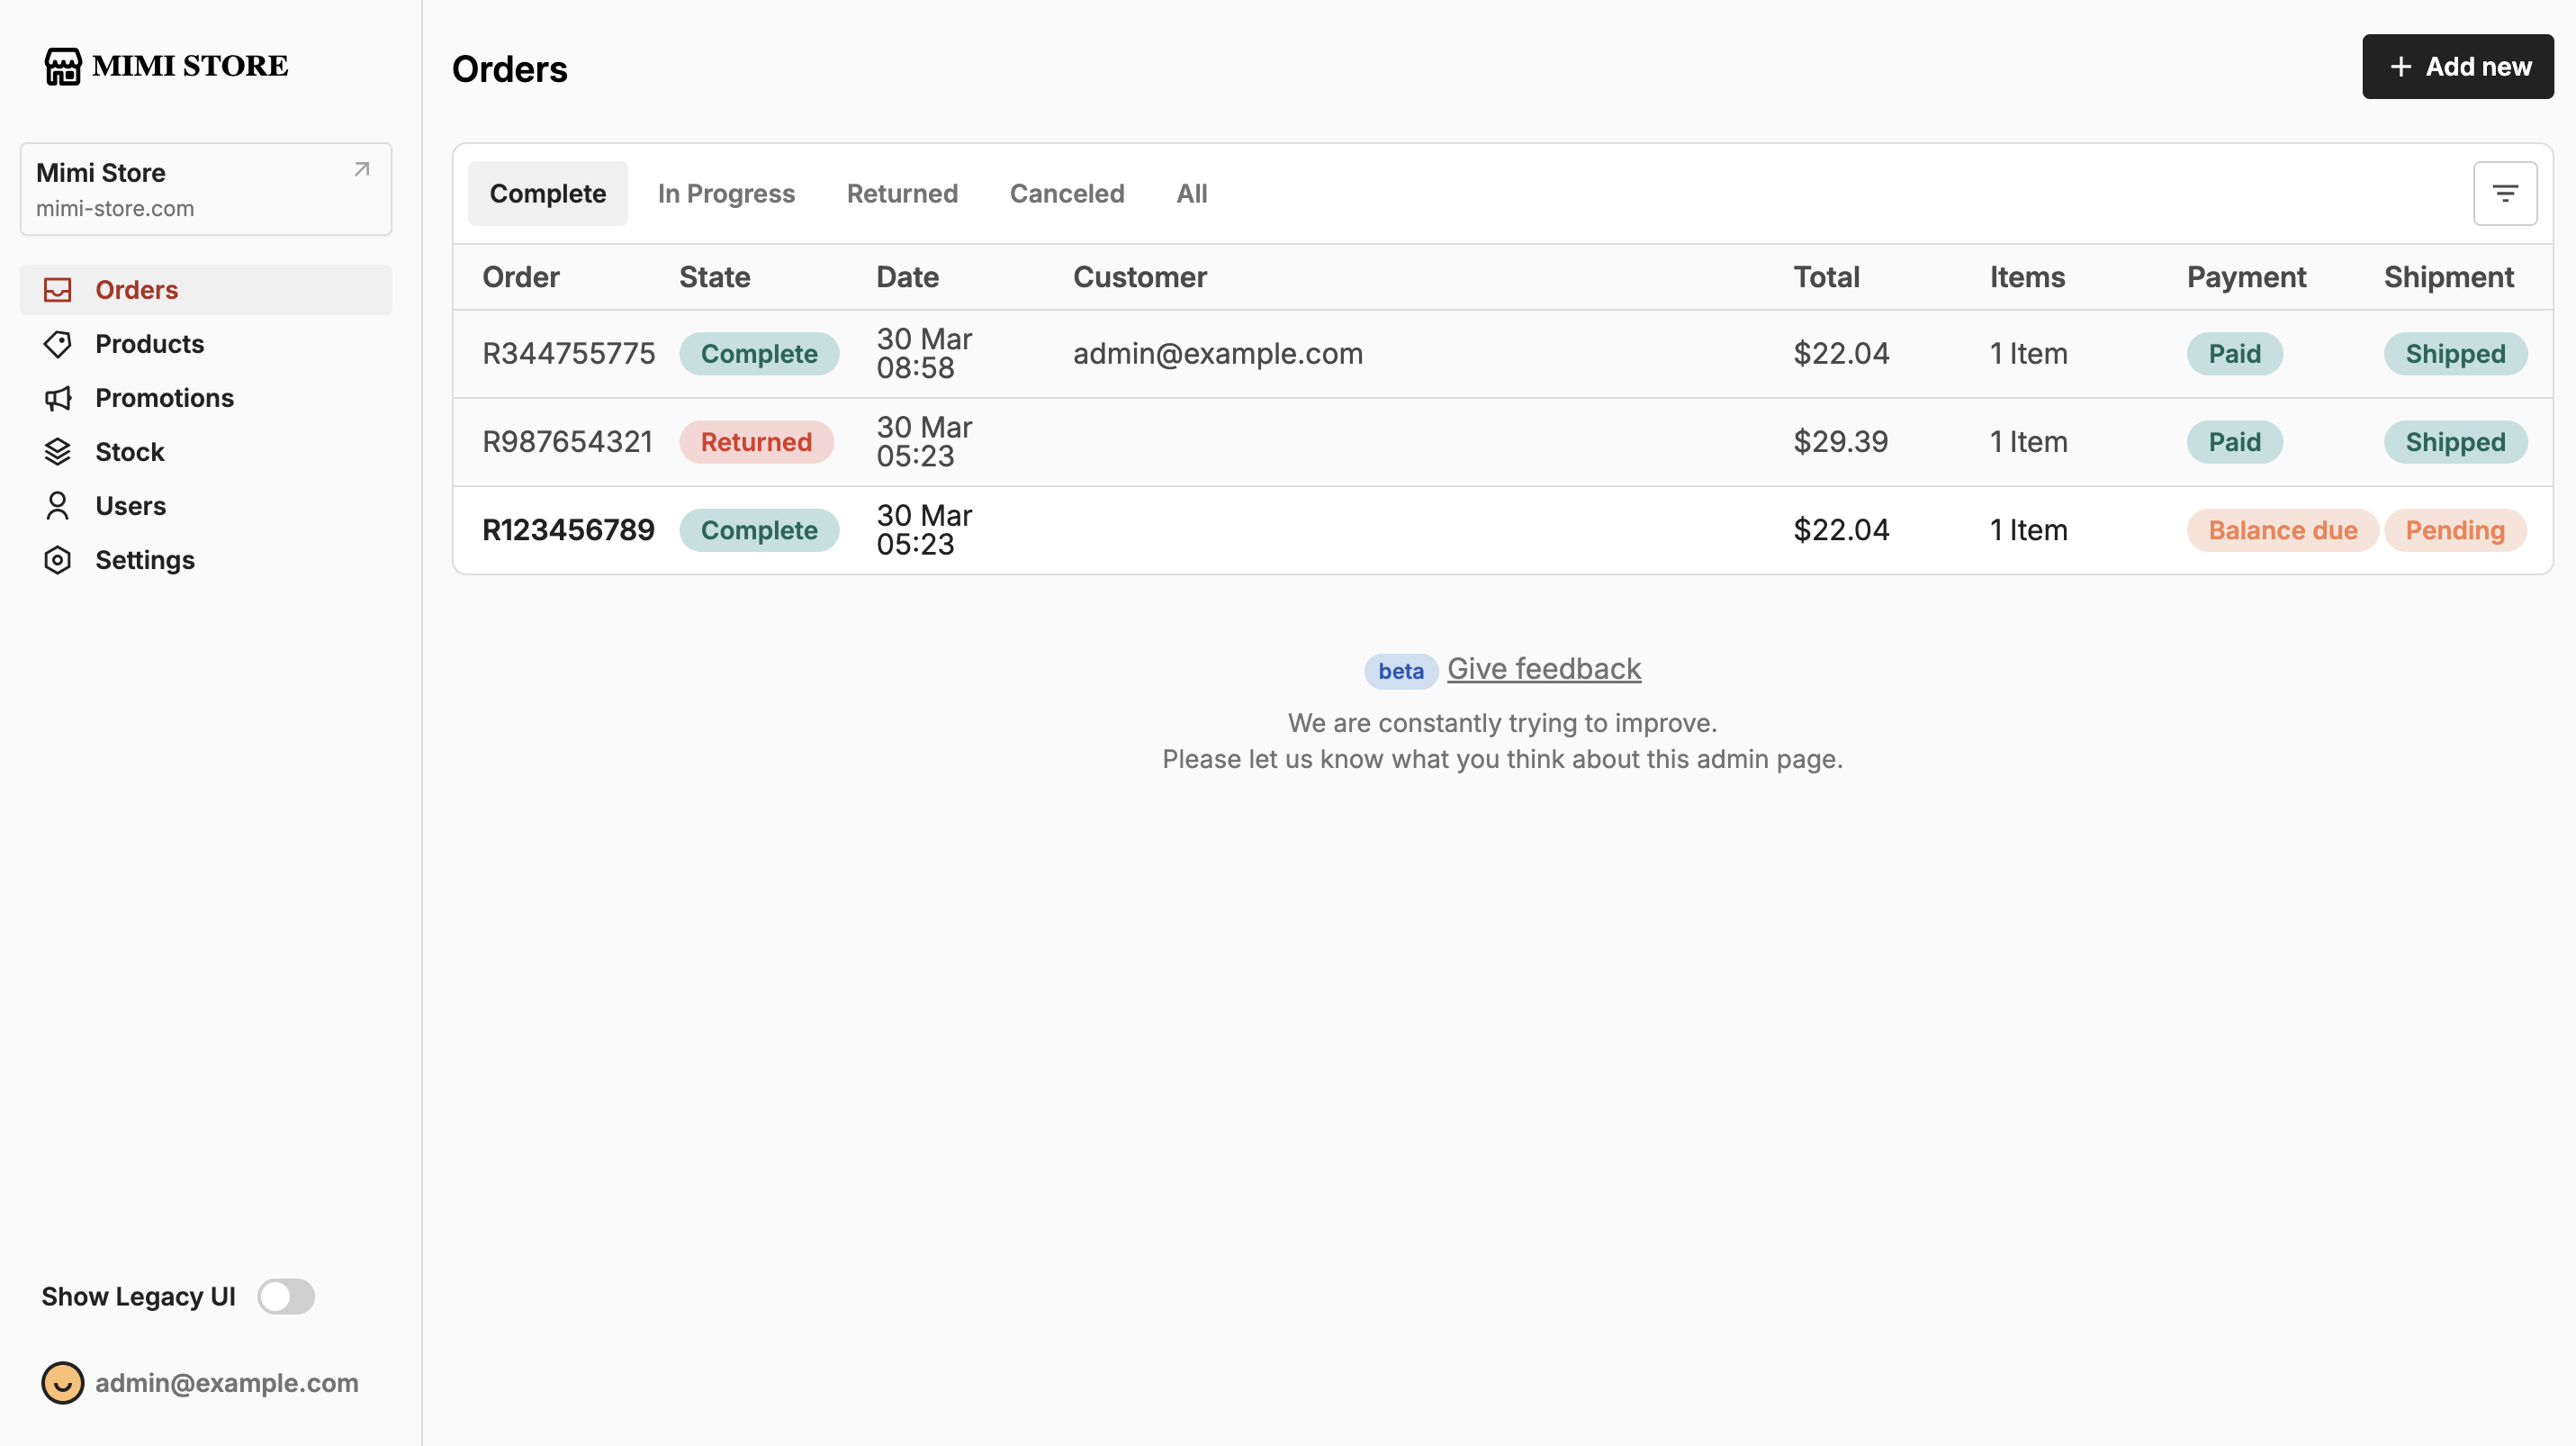 MIMI STORE
Mimi Store
mimi-store.com
Orders
Products
Promotions
Stock
Users
Settings
Show Legacy UI
admin@example.com
Orders
Add new
Complete In Progress Returned Canceled All
Order State Date Customer Total Items Payment Shipment
R344755775 Complete 30 Mar 08:58 admin@example.com $22.04 1 Item Paid Shipped
R987654321 Returned 30 Mar 05:23 $29.39 1 Item Paid Shipped
R123456789 Complete 30 Mar 05:23 $22.04 1 Item Balance due Pending
beta Give feedback
We are constantly trying to improve.
Please let us know what you think about this admin page.